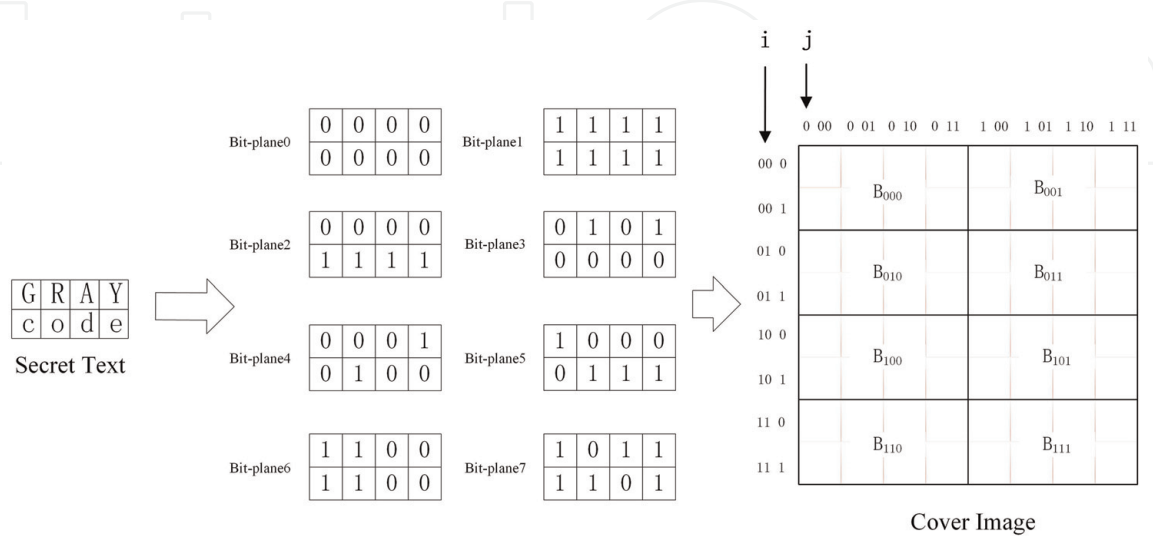 i j
0 00 0 01 0 10 0 11 1 00 1 01 1 10 1 11
Bit-plane0
0 0 0 0
0 0 0 0
Bit-plane1
1 1 1 1
1 1 1 1
Bit-plane2
0 0 0 0
1 1 1 1
Bit-plane3
0 1 0 1
0 0 0 0
G R A Y
c o d e
Secret Text
Bit-plane4
0 0 0 1
0 1 0 0
Bit-plane5
1 0 0 0
0 1 1 1
Bit-plane6
1 1 0 0
1 1 0 0
Bit-plane7
1 0 1 1
1 1 0 1
00 0
00 1
01 0
01 1
10 0
10 1
11 0
11 1
B000 B001
B010 B011
B100 B101
B110 B111
Cover Image